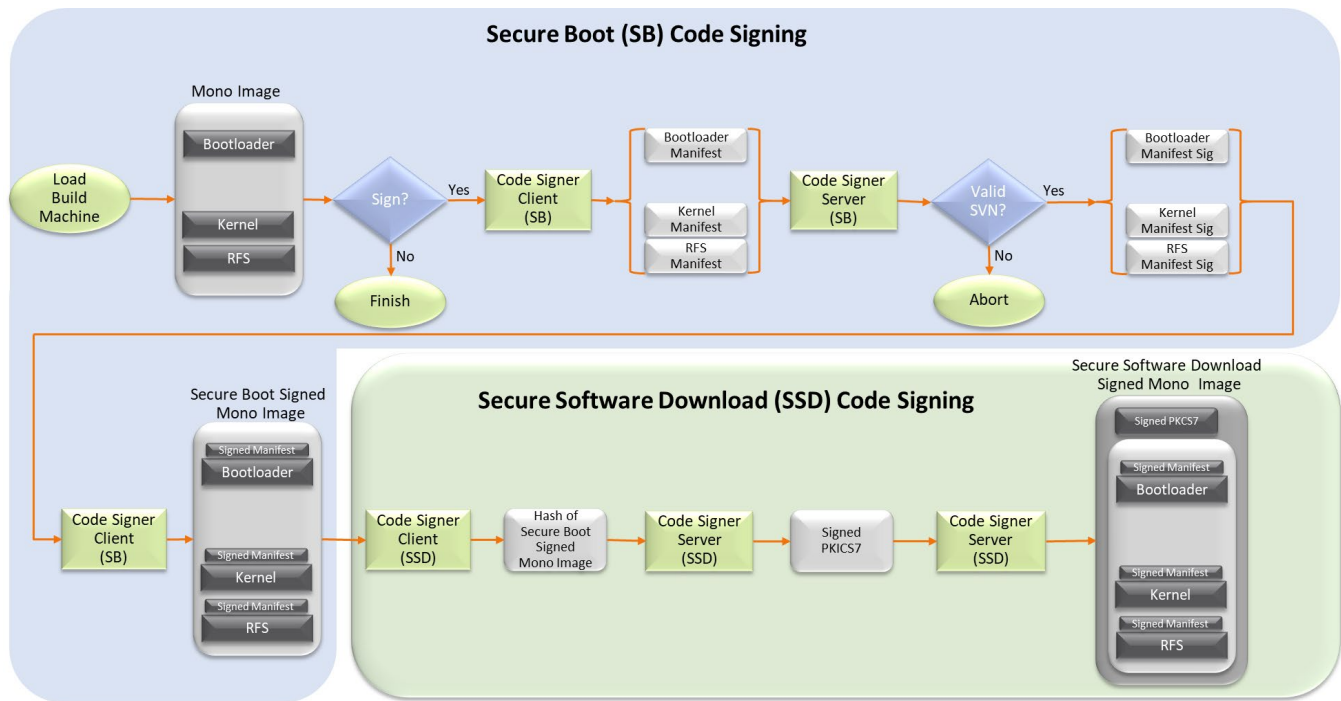 Secure Boot (SB) Code Signing
Mono Image
Bootloader
Kernel
RFS
Load
Build
Machine
Sign?
Yes
No
Finish
Code Signer
Client
(SB)
Bootloader
Manifest
Kernel
Manifest
RFS
Manifest
Code Signer
Server
(SB)
Valid
SVN?
Yes
No
Abort
Bootloader
Manifest Sig
Kernel
Manifest Sig
RFS
Manifest Sig
Code Signer
Client
(SB)
Secure Boot Signed
Mono Image
Signed Manifest
Bootloader
Signed Manifest
Kernel
Signed Manifest
RFS
Secure Software Download (SSD) Code Signing
Code Signer
Client
(SSD)
Hash of
Secure Boot
Signed
Mono Image
Code Signer
Server
(SSD)
Signed
PKICS7
Code Signer
Server
(SSD)
Secure Software Download
Signed Mono Image
Signed PKCS7
Signed Manifest
Bootloader
Signed Manifest
Kernel
Signed Manifest
RFS